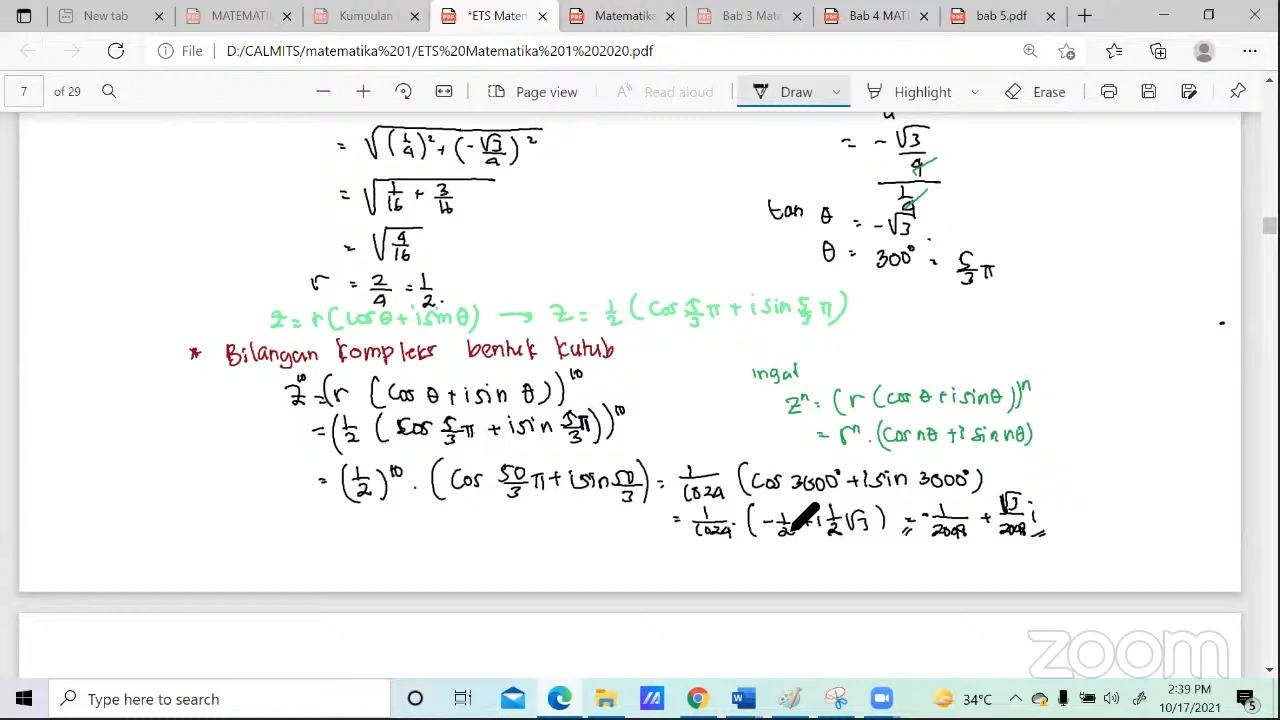 New tab
MATEMATI
Kumpulan
*ETS Matem
Matematika
Bab 3 Mate
Bab 4 MATI
bab 5.pdf
File D:/CALMITS/matematika%201/ETS%20Matematika%201%202020.pdf
7 of 29
Page view
Read aloud
Draw
Highlight
Erase
= √((1/4)² + (-√3/4)²)
= √(1/16 + 3/16)
= √(4/16)
r = 2/4 = 1/2.
= (-√3/4)/(1/4)
tan θ = -√3
θ = 300° = 5/3 π
z = r(cos θ + i sin θ) → z = 1/2 (cos 5/3 π + i sin 5/3 π)
* Bilangan kompleks bentuk kutub
z¹⁰ = (r (cos θ + i sin θ))¹⁰
= (1/2 (cos 5/3 π + i sin 5/3 π))¹⁰
= (1/2)¹⁰ . (cos 50/3 π + i sin 50/3) = 1/1024 (cos 3000° + i sin 3000°)
= 1/1024 . (-1/2 + i 1/2 √3) = -1/2048 + √3/2048 i
ingat
zⁿ = (r (cos θ + i sin θ))ⁿ
= rⁿ . (cos nθ + i sin nθ)
zoom
Type here to search
34°C
2:39 PM
10/17/2021
5